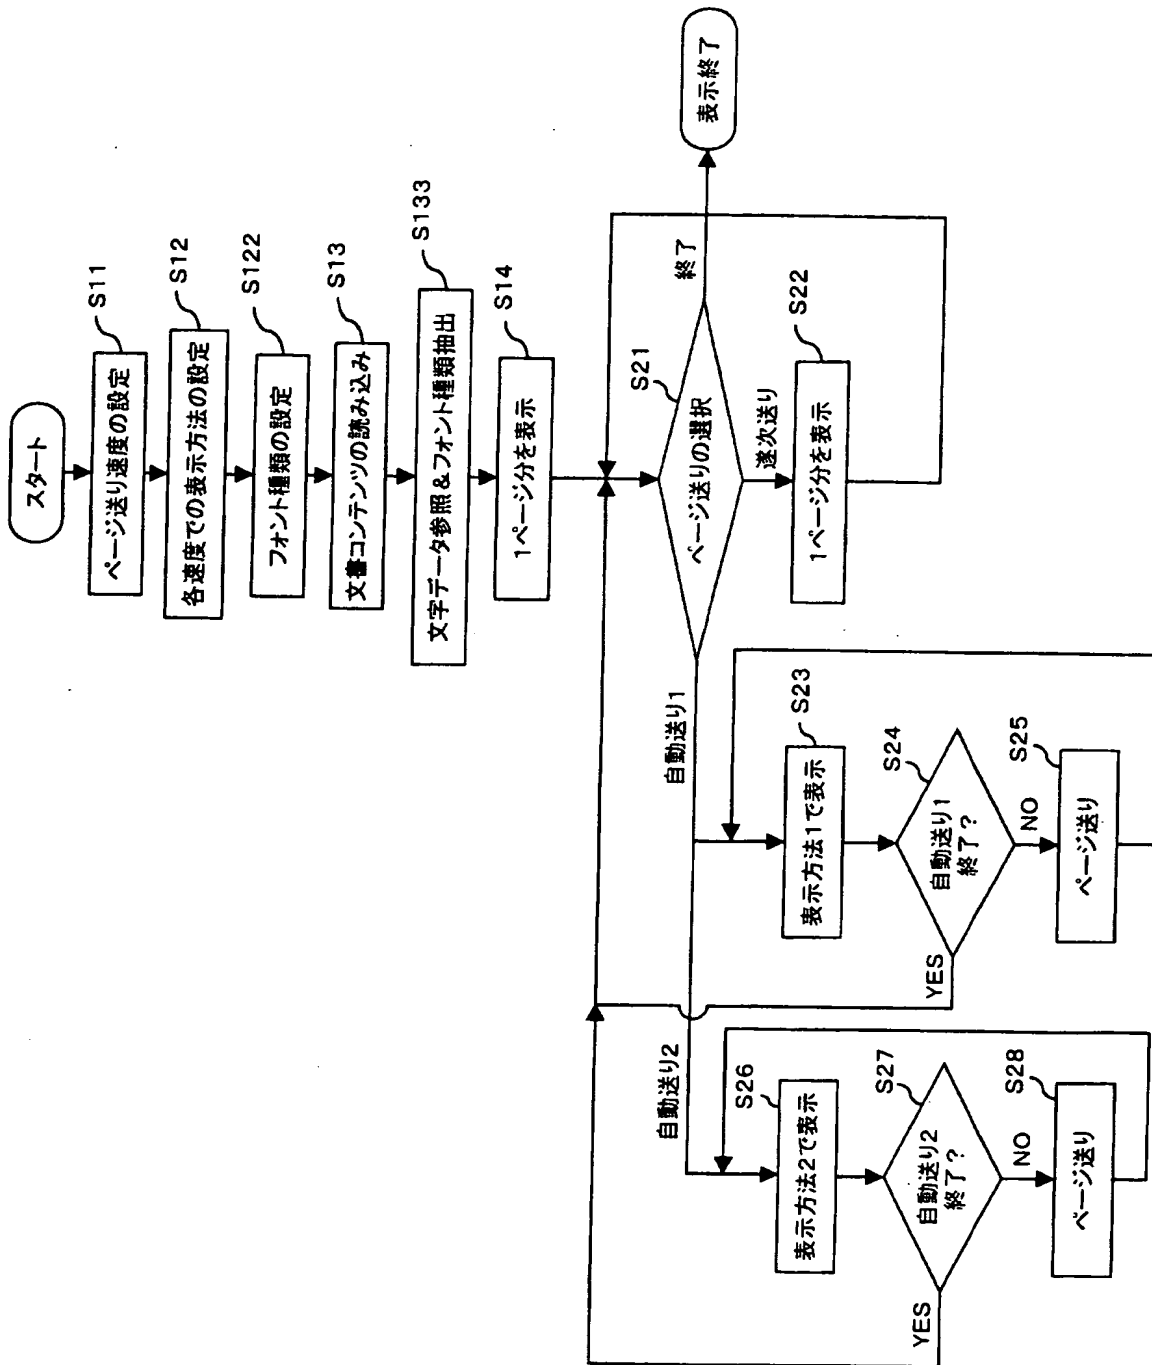 スタート
ページ送り速度の設定
S11
各速度での表示方法の設定
S12
フォント種類の設定
S122
文書コンテンツの読み込み
S13
文字データ参照&フォント種類抽出
S133
1ページ分を表示
S14
ページ送りの選択
S21
終了
表示終了
逐次送り
1ページ分を表示
S22
自動送り1
表示方法1で表示
S23
自動送り1
終了?
S24
YES
NO
ページ送り
S25
自動送り2
表示方法2で表示
S26
自動送り2
終了?
S27
YES
NO
ページ送り
S28